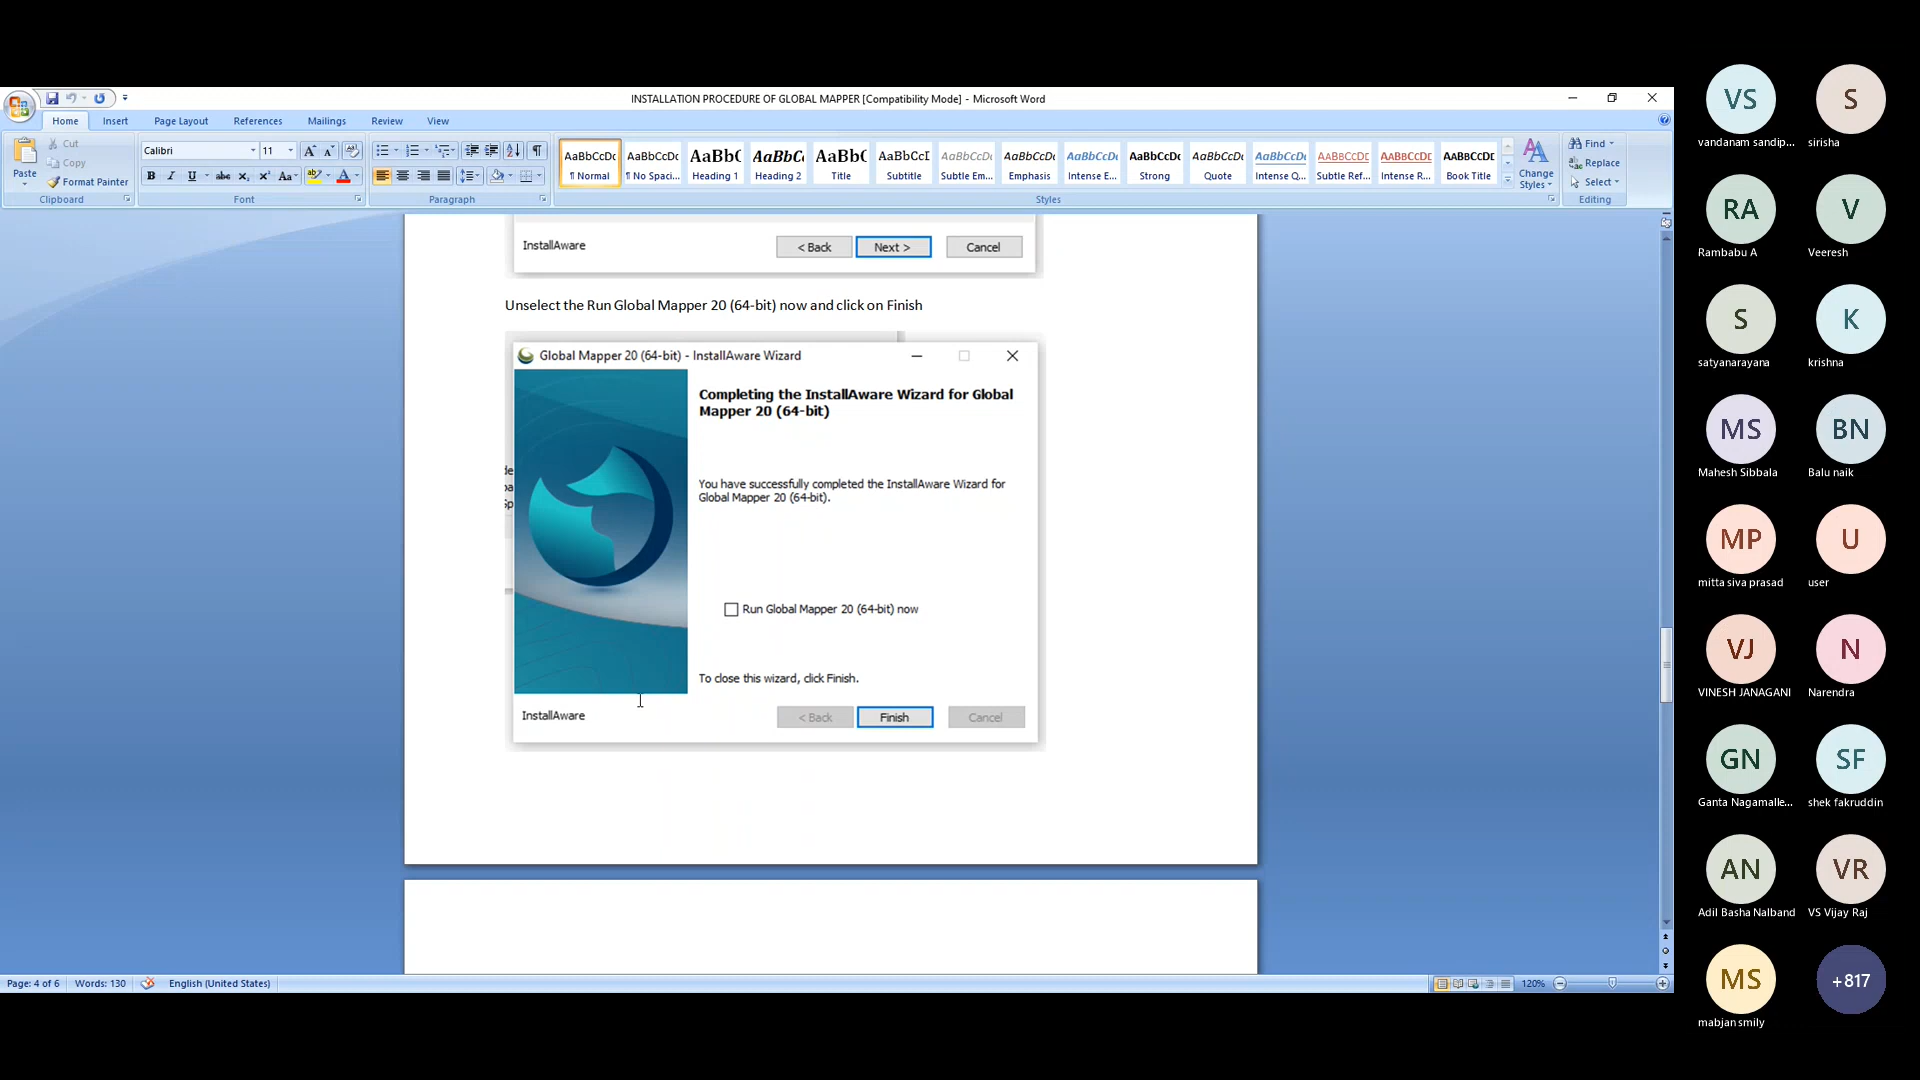 INSTALLATION PROCEDURE OF GLOBAL MAPPER [Compatibility Mode] - Microsoft Word
Home Insert Page Layout References Mailings Review View
Paste
Cut
Copy
Format Painter
Clipboard
Calibri 11
Font
Paragraph
AaBbCcDc AaBbCcDc AaBbC AaBbC AaBbC AaBbCcI AaBbCcDc AaBbCcDc AaBbCcDc AaBbCcDc AaBbCcDc AaBbCcDc AABBCCDE AABBCCDE AABBCCDE
¶ Normal ¶ No Spaci... Heading 1 Heading 2 Title Subtitle Subtle Em... Emphasis Intense E... Strong Quote Intense Q... Subtle Ref... Intense R... Book Title
Change
Styles
Styles
Find
Replace
Select
Editing
InstallAware < Back Next > Cancel
Unselect the Run Global Mapper 20 (64-bit) now and click on Finish
Global Mapper 20 (64-bit) - InstallAware Wizard
Completing the InstallAware Wizard for Global
Mapper 20 (64-bit)
You have successfully completed the InstallAware Wizard for
Global Mapper 20 (64-bit).
Run Global Mapper 20 (64-bit) now
To close this wizard, click Finish.
InstallAware < Back Finish Cancel
Page: 4 of 6 Words: 130 English (United States) 120%
VS S
vandanam sandip... sirisha
RA V
Rambabu A Veeresh
S K
satyanarayana krishna
MS BN
Mahesh Sibbala Balu naik
MP U
mitta siva prasad user
VJ N
VINESH JANAGANI Narendra
GN SF
Ganta Nagamalle... shek fakruddin
AN VR
Adil Basha Nalband VS Vijay Raj
MS +817
mabjan smily